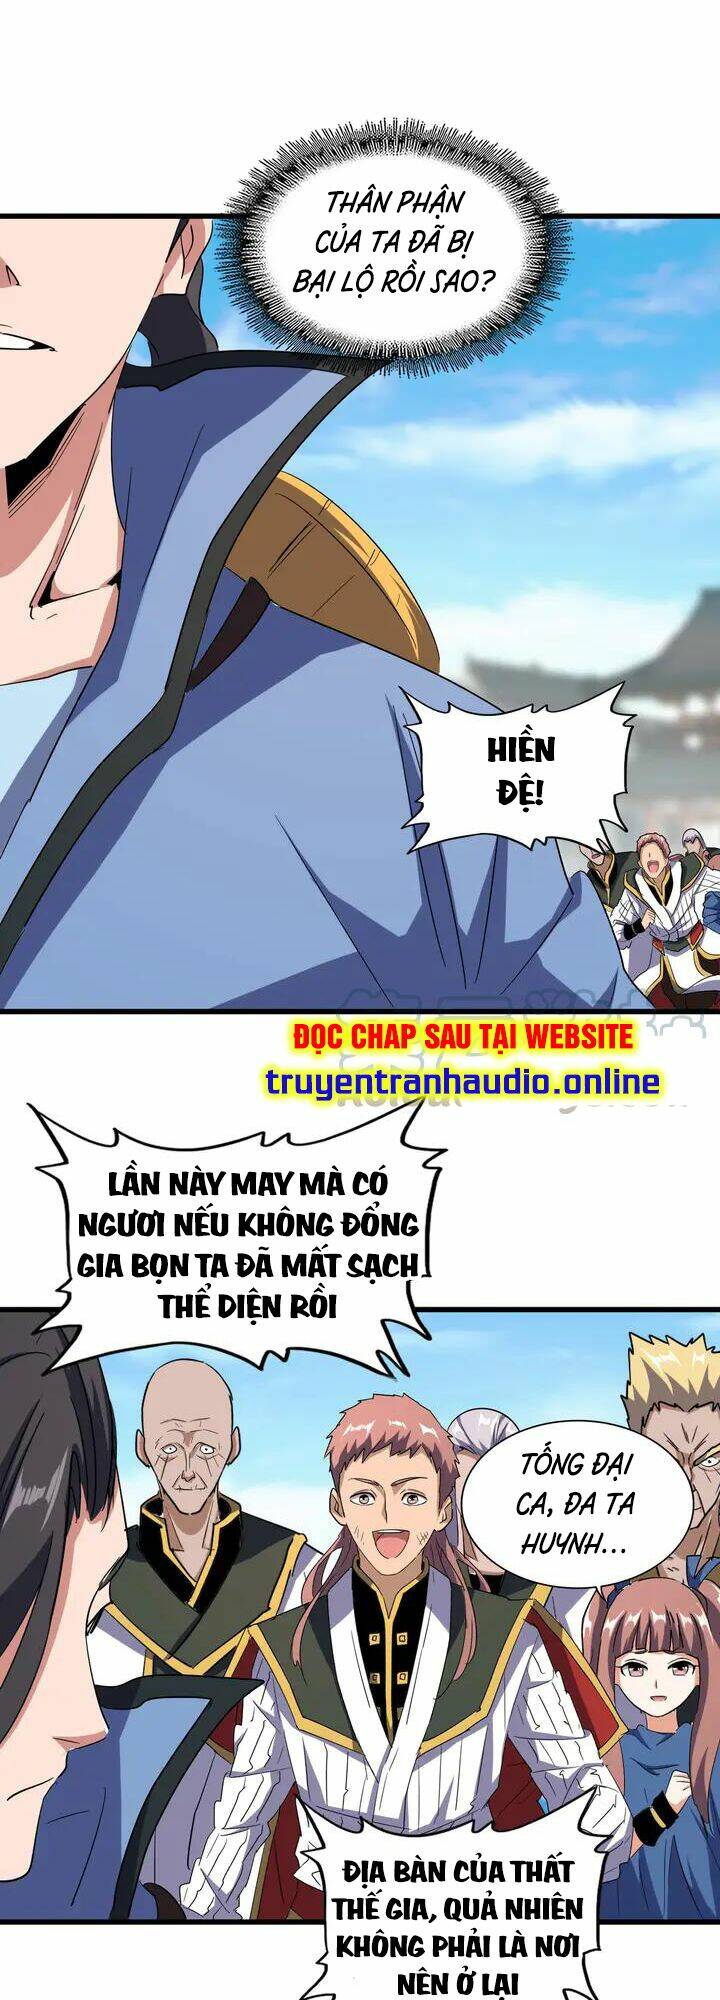 THÂN PHẬN
CỦA TA ĐÃ BỊ
BẠI LỘ RỒI SAO?
HIỀN
ĐỆ!
ĐỌC CHAP SAU TẠI WEBSITE
truyentranhaudio.online
LẦN NÀY MAY MÀ CÓ
NGƯƠI NẾU KHÔNG ĐỔNG
GIA BỌN TA ĐÃ MẤT SẠCH
THỂ DIỆN RỒI
TỐNG ĐẠI
CA, ĐA TA
HUYNH...
ĐỊA BÀN CỦA THẤT
THẾ GIA, QUẢ NHIÊN
KHÔNG PHẢI LÀ NƠI
NÊN Ở LẠI